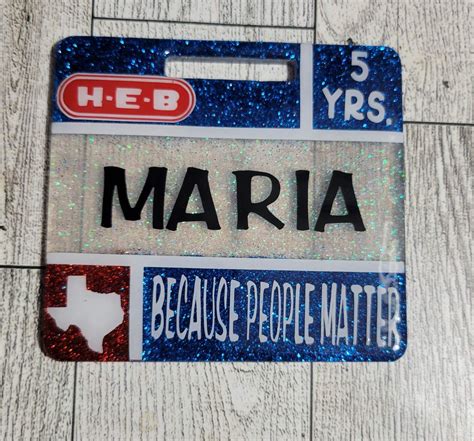 H-E-B
5
YRS.
MARIA
BECAUSE PEOPLE MATTER